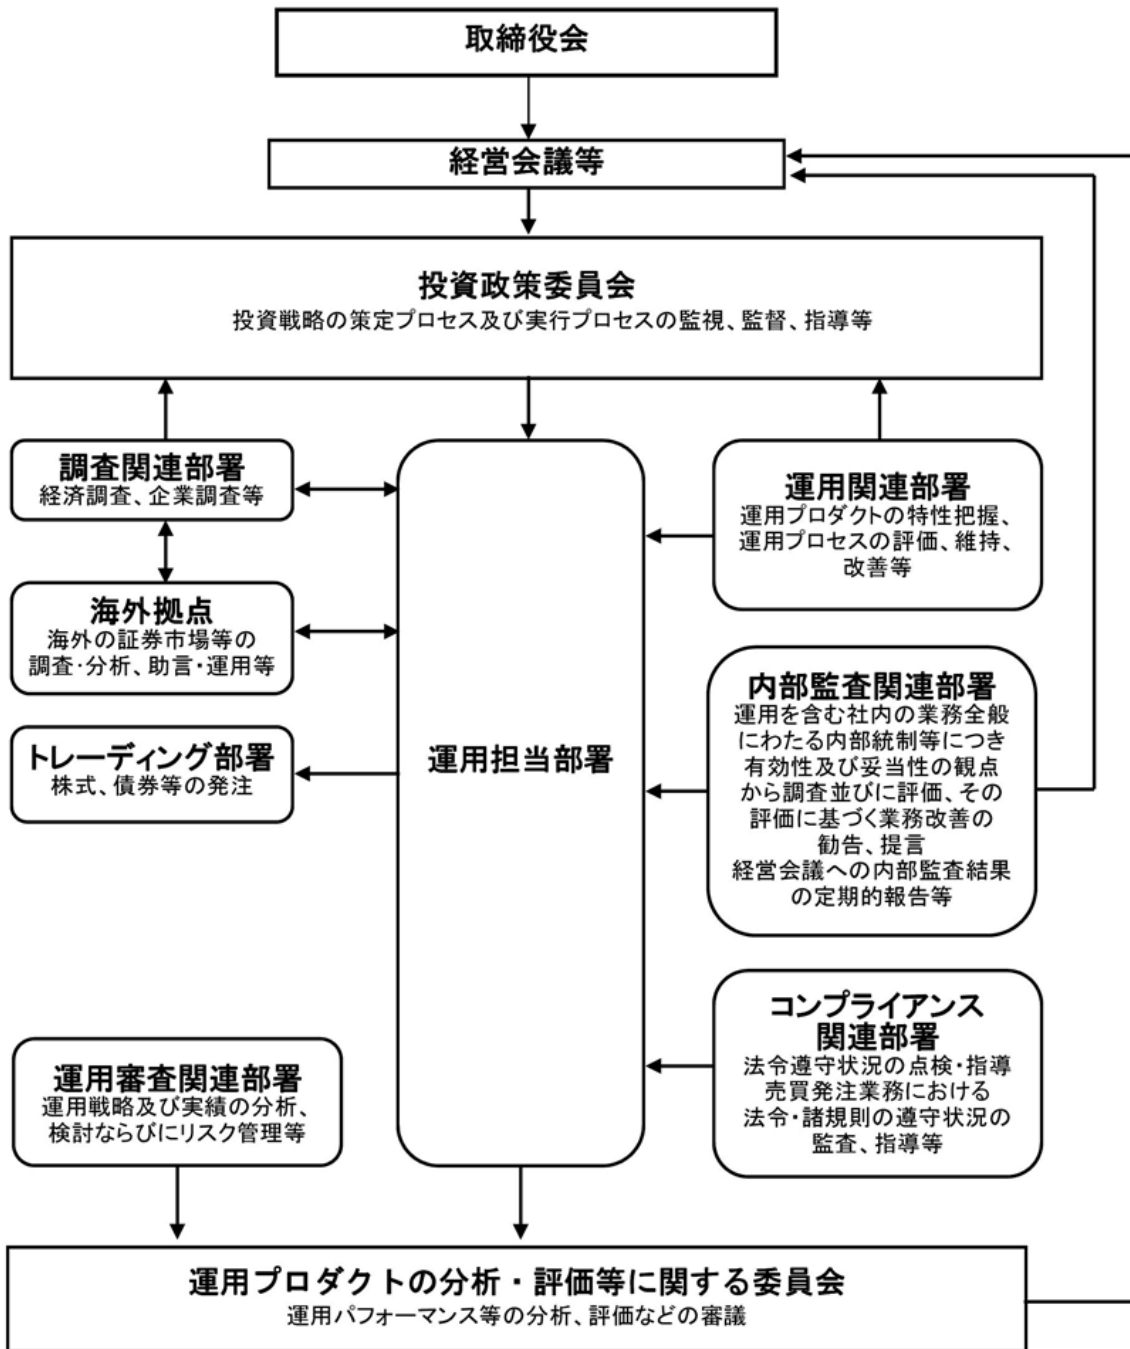 取締役会
経営会議等
投資政策委員会
投資戦略の策定プロセス及び実行プロセスの監視、監督、指導等
調査関連部署
経済調査、企業調査等
海外拠点
海外の証券市場等の
調査・分析、助言・運用等
トレーディング部署
株式、債券等の発注
運用担当部署
運用関連部署
運用プロダクトの特性把握、
運用プロセスの評価、維持、
改善等
内部監査関連部署
運用を含む社内の業務全般
にわたる内部統制等につき
有効性及び妥当性の観点
から調査並びに評価、その
評価に基づく業務改善の
勧告、提言
経営会議への内部監査結果
の定期的報告等
コンプライアンス
関連部署
法令遵守状況の点検・指導
売買発注業務における
法令・諸規則の遵守状況の
監査、指導等
運用審査関連部署
運用戦略及び実績の分析、
検討ならびにリスク管理等
運用プロダクトの分析・評価等に関する委員会
運用パフォーマンス等の分析、評価などの審議